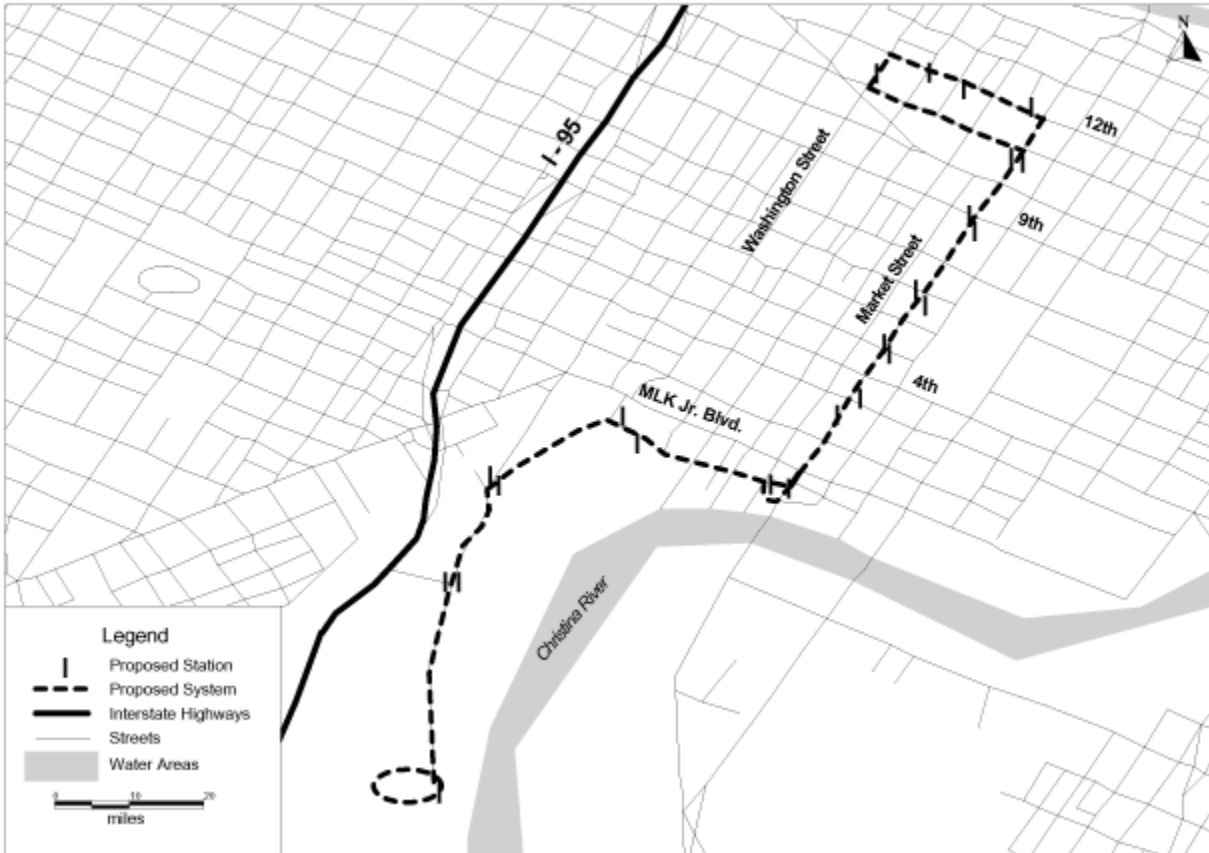 N
I - 95
12th
Washington Street
9th
Market Street
4th
MLK Jr. Blvd.
Christina River
Legend
Proposed Station
Proposed System
Interstate Highways
Streets
Water Areas
0 10 20
miles